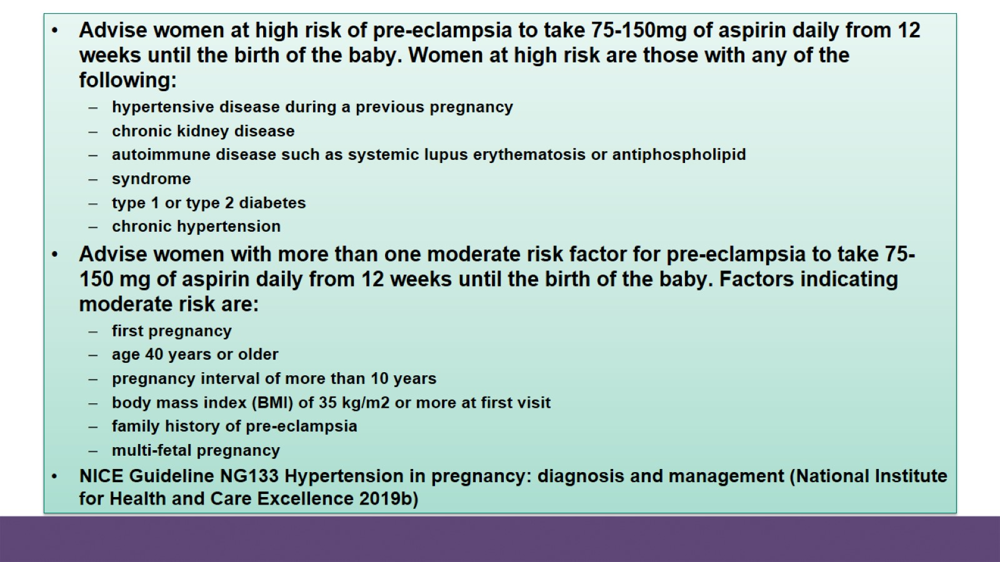 • Advise women at high risk of pre-eclampsia to take 75-150mg of aspirin daily from 12
weeks until the birth of the baby. Women at high risk are those with any of the
following:
– hypertensive disease during a previous pregnancy
– chronic kidney disease
– autoimmune disease such as systemic lupus erythematosis or antiphospholipid
– syndrome
– type 1 or type 2 diabetes
– chronic hypertension
• Advise women with more than one moderate risk factor for pre-eclampsia to take 75-
150 mg of aspirin daily from 12 weeks until the birth of the baby. Factors indicating
moderate risk are:
– first pregnancy
– age 40 years or older
– pregnancy interval of more than 10 years
– body mass index (BMI) of 35 kg/m2 or more at first visit
– family history of pre-eclampsia
– multi-fetal pregnancy
• NICE Guideline NG133 Hypertension in pregnancy: diagnosis and management (National Institute
for Health and Care Excellence 2019b)